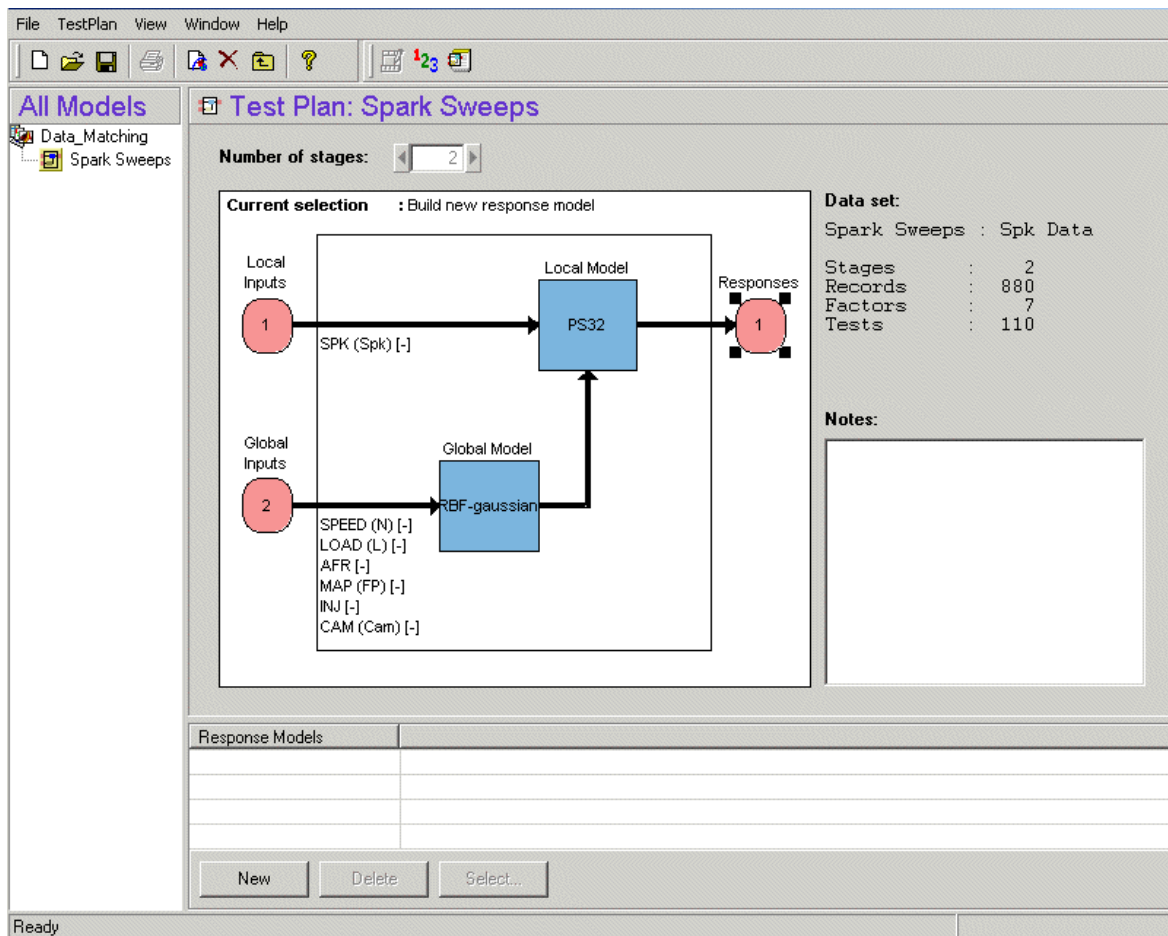 File TestPlan View Window Help
123
All Models
Data_Matching
Spark Sweeps
Test Plan: Spark Sweeps
Number of stages: 2
Current selection : Build new response model
Local
Inputs
1
SPK (Spk) [-]
Local Model
PS32
Responses
1
Global
Inputs
2
SPEED (N) [-]
LOAD (L) [-]
AFR [-]
MAP (FP) [-]
INJ [-]
CAM (Cam) [-]
Global Model
RBF-gaussian
Data set:
Spark Sweeps : Spk Data
Stages : 2
Records : 880
Factors : 7
Tests : 110
Notes:
Response Models
New Delete Select...
Ready